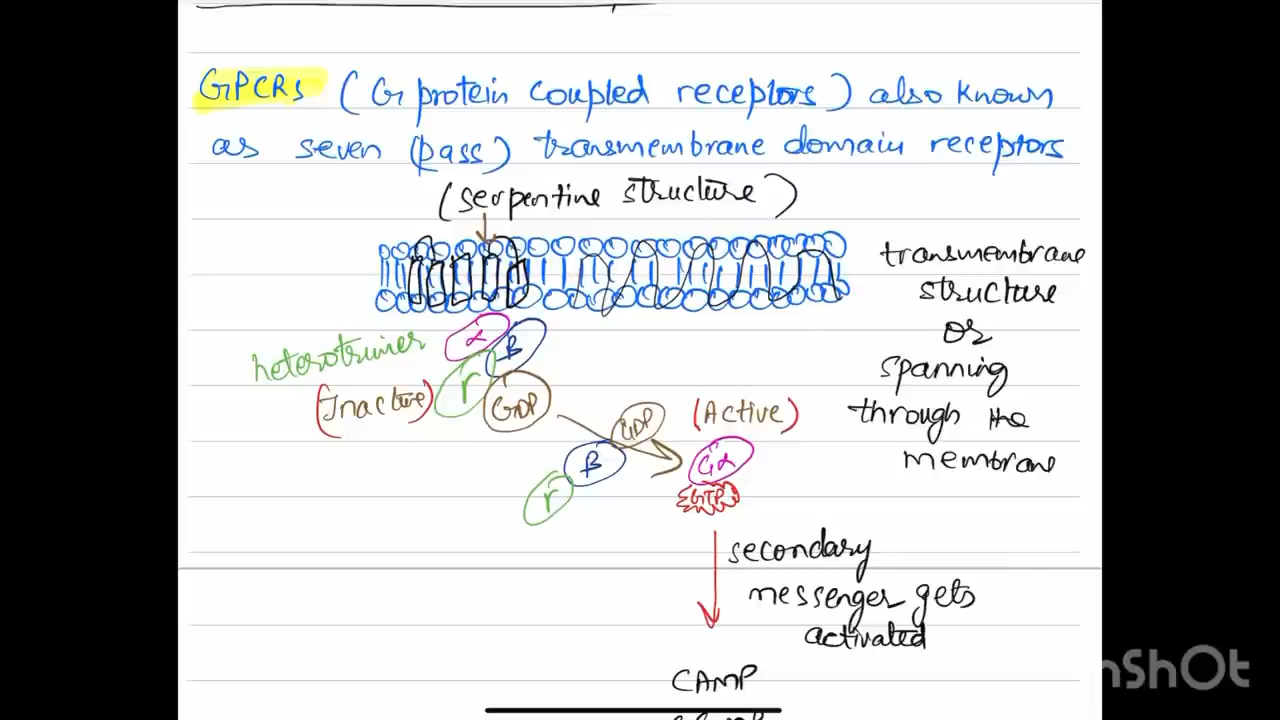 GPCRs (G protein coupled receptors) also known
as seven (pass) transmembrane domain receptors
(serpentine structure)
transmembrane
structure
or
spanning
through the
membrane
heterotrimer
(Inactive)
α
β
r
GDP
GDP
β
r
(Active)
Gα
GTP
secondary
messenger gets
activated
CAMP
nShOt